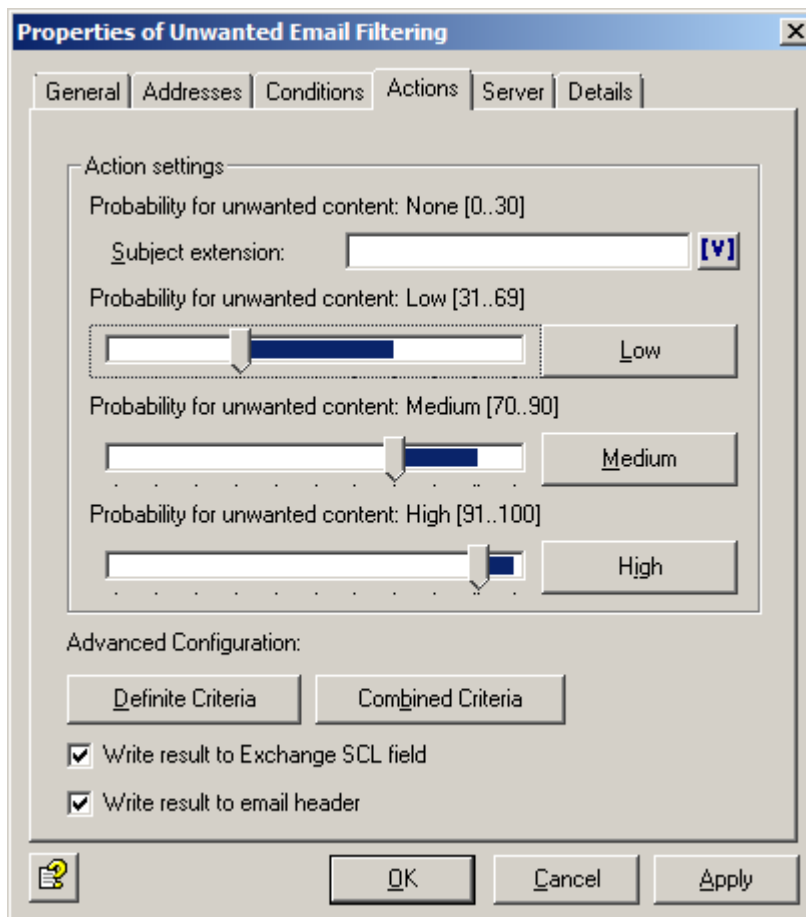 Properties of Unwanted Email Filtering
General Addresses Conditions Actions Server Details
Action settings
Probability for unwanted content: None [0..30]
Subject extension: [V]
Probability for unwanted content: Low [31..69]
Low
Probability for unwanted content: Medium [70..90]
Medium
Probability for unwanted content: High [91..100]
High
Advanced Configuration:
Definite Criteria Combined Criteria
Write result to Exchange SCL field
Write result to email header
OK Cancel Apply